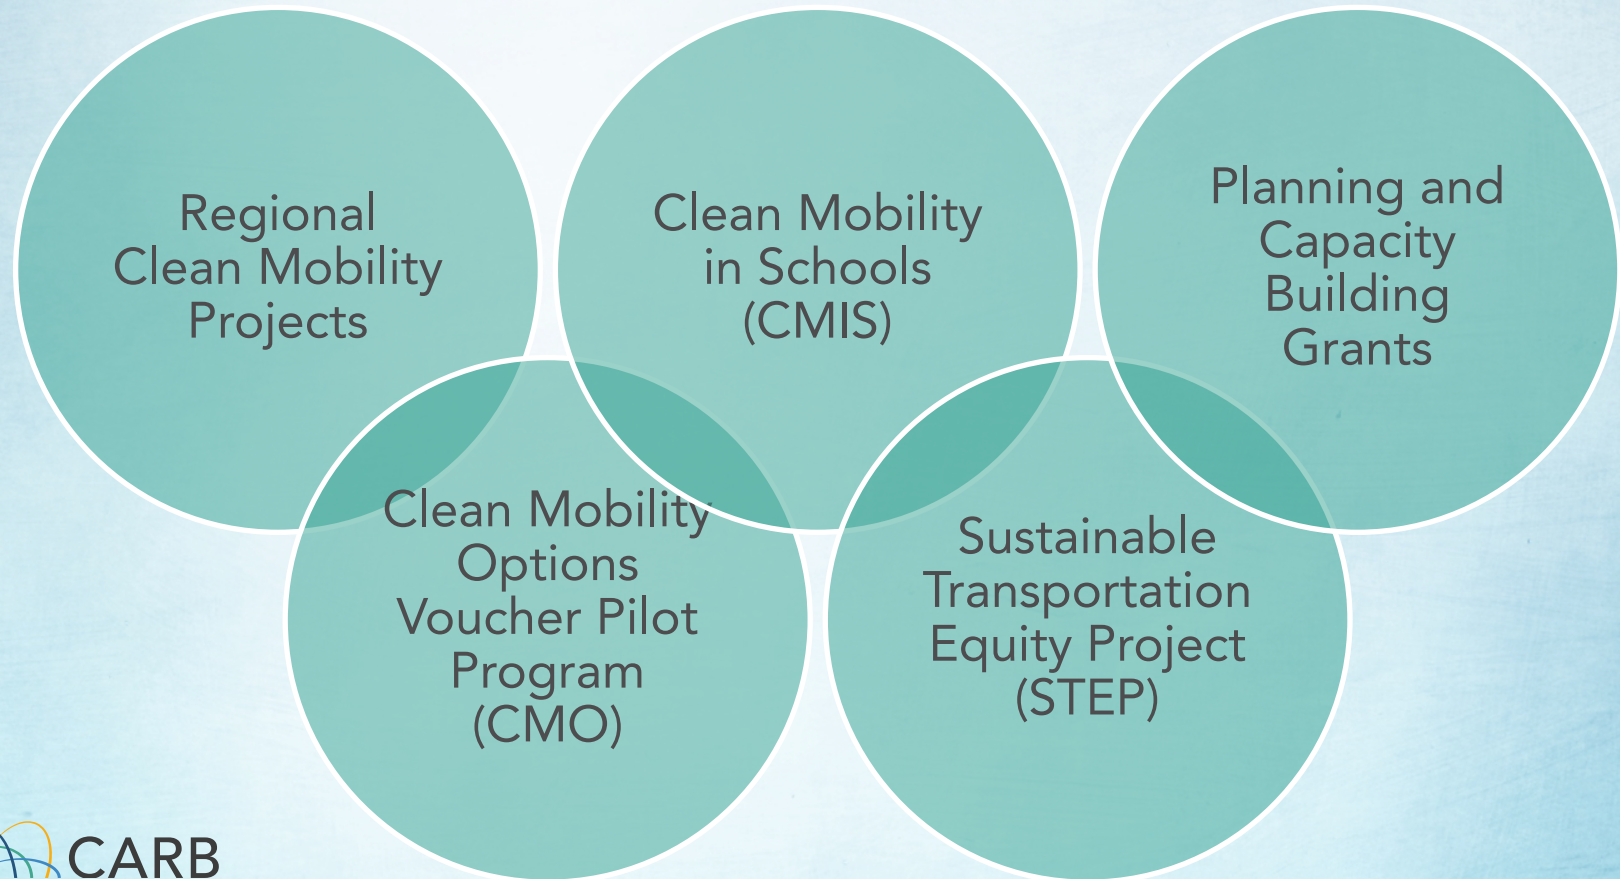 Regional
Clean Mobility
Projects
Clean Mobility
in Schools
(CMIS)
Planning and
Capacity
Building
Grants
Clean Mobility
Options
Voucher Pilot
Program
(CMO)
Sustainable
Transportation
Equity Project
(STEP)
CARB